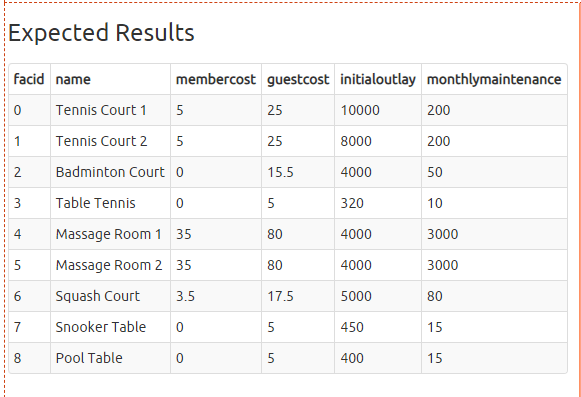 Expected Results
facid name membercost guestcost initialoutlay monthlymaintenance
0 Tennis Court 1 5 25 10000 200
1 Tennis Court 2 5 25 8000 200
2 Badminton Court 0 15.5 4000 50
3 Table Tennis 0 5 320 10
4 Massage Room 1 35 80 4000 3000
5 Massage Room 2 35 80 4000 3000
6 Squash Court 3.5 17.5 5000 80
7 Snooker Table 0 5 450 15
8 Pool Table 0 5 400 15